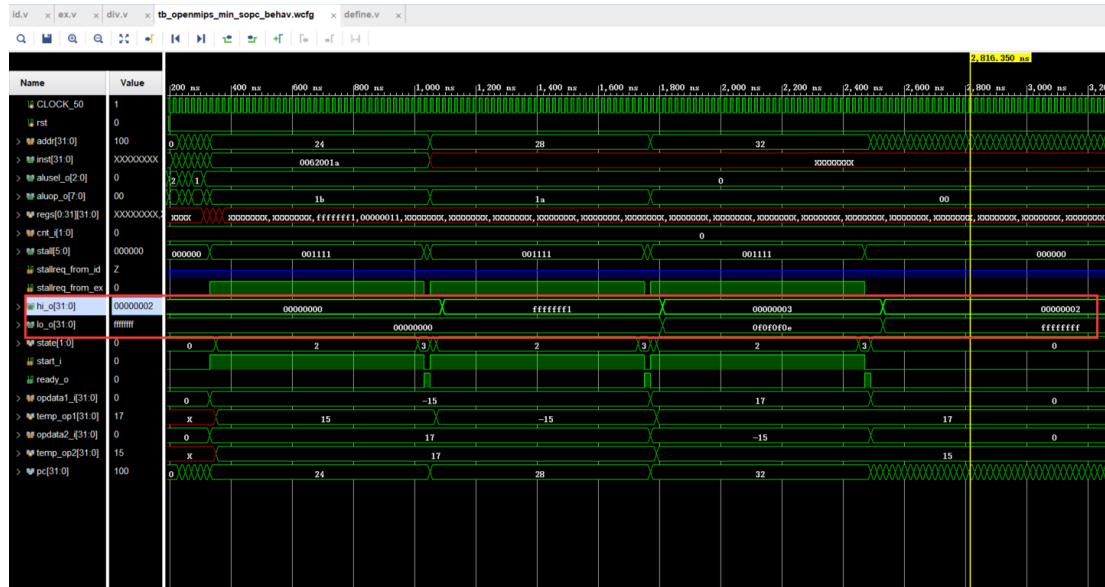 id.v x ex.v x div.v x tb_openmips_min_sopc_behav.wcfg x define.v x
2,816.350 ns
Name Value 200 ns 400 ns 600 ns 800 ns 1,000 ns 1,200 ns 1,400 ns 1,600 ns 1,800 ns 2,000 ns 2,200 ns 2,400 ns 2,600 ns 2,800 ns 3,000 ns 3,2
CLOCK_50 1
rst 0
addr[31:0] 100 0 24 28 32
inst[31:0] XXXXXXXX 0062001a XXXXXXXX
alusel_o[2:0] 00 2 1 0
aluop_o[7:0] 00 1b 1a 00
regs[0:31][31:0] XXXXXXXX, XXXX XXXXXXXX,XXXXXXXX,fffffff1,00000011,XXXXXXXX,XXXXXXXX,XXXXXXXX,XXXXXXXX,XXXXXXXX,XXXXXXXX,XXXXXXXX,XXXXXXXX,XXXXXXXX,XXXXXXXX,XXXXXXXX
cnt_i[1:0] 0 0
stall[5:0] 000000 000000 001111 001111 001111 000000
stallreq_from_id Z
stallreq_from_ex 0
hi_o[31:0] 00000002 00000000 fffffff1 00000003 00000002
lo_o[31:0] ffffffff 00000000 0f0f0f0e ffffffff
state[1:0] 0 0 2 3 2 3 2 3 0
start_i 0
ready_o 0
opdata1_i[31:0] 0 0 -15 17 0
temp_op1[31:0] 17 X 15 -15 17
opdata2_i[31:0] 0 0 17 -15 0
temp_op2[31:0] 15 X 17 15
pc[31:0] 100 0 24 28 32